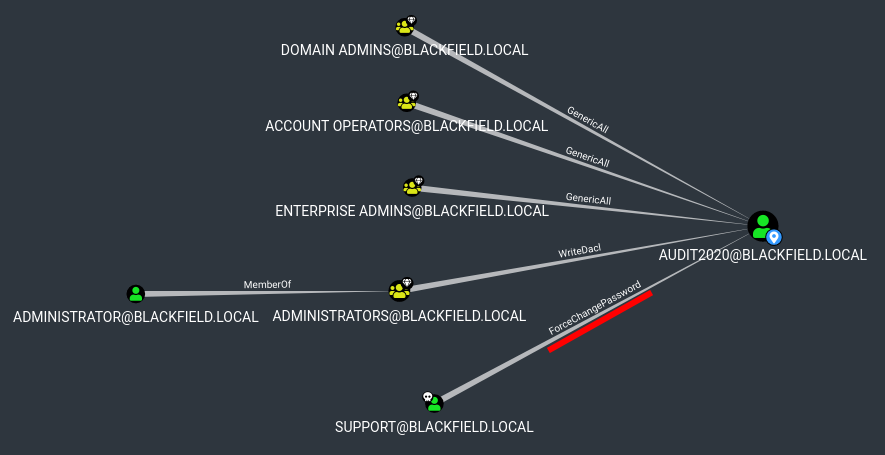 DOMAIN ADMINS@BLACKFIELD.LOCAL
GenericAll
ACCOUNT OPERATORS@BLACKFIELD.LOCAL
GenericAll
ENTERPRISE ADMINS@BLACKFIELD.LOCAL
GenericAll
AUDIT2020@BLACKFIELD.LOCAL
WriteDacl
MemberOf
ADMINISTRATOR@BLACKFIELD.LOCAL
ADMINISTRATORS@BLACKFIELD.LOCAL
ForceChangePassword
SUPPORT@BLACKFIELD.LOCAL